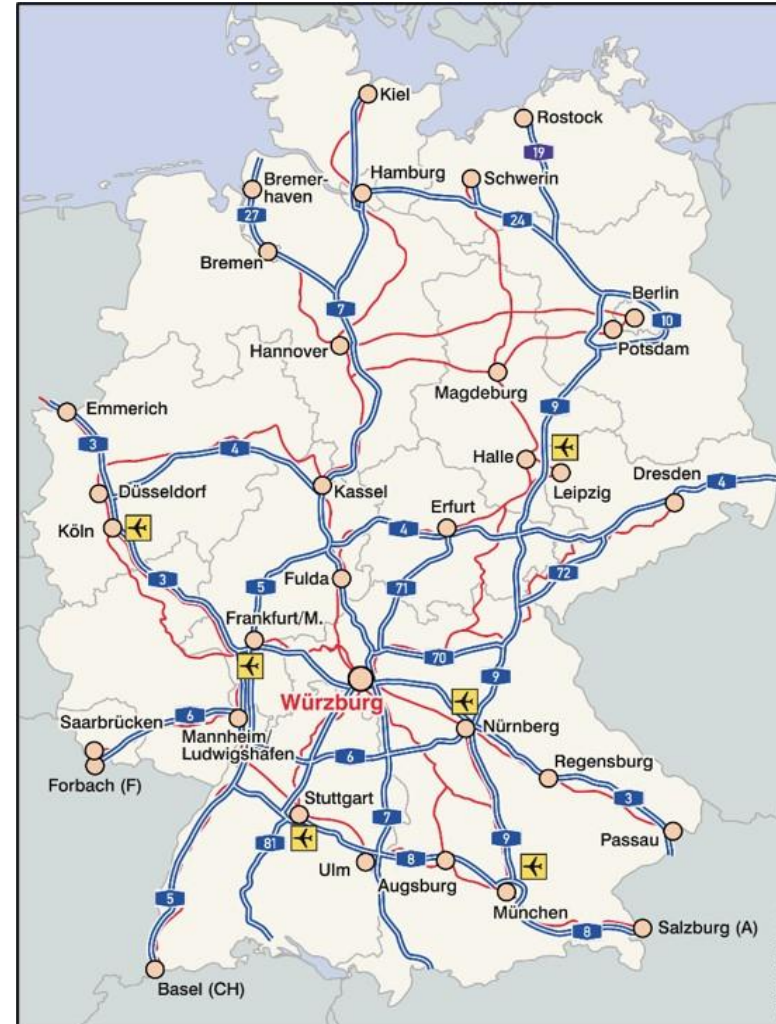 Kiel
Rostock
19
Bremer-
haven
Hamburg
Schwerin
27
24
Bremen
Berlin
7
10
Potsdam
Hannover
Magdeburg
Emmerich
9
3
4
Halle
Leipzig
Dresden
4
Düsseldorf
Kassel
Erfurt
Köln
4
3
5
Fulda
71
72
Frankfurt/M.
70
9
Würzburg
Saarbrücken
6
Mannheim/
Ludwigshafen
Nürnberg
6
Regensburg
Forbach (F)
3
Stuttgart
7
9
Passau
81
8
Ulm
Augsburg
5
München
8
Salzburg (A)
Basel (CH)